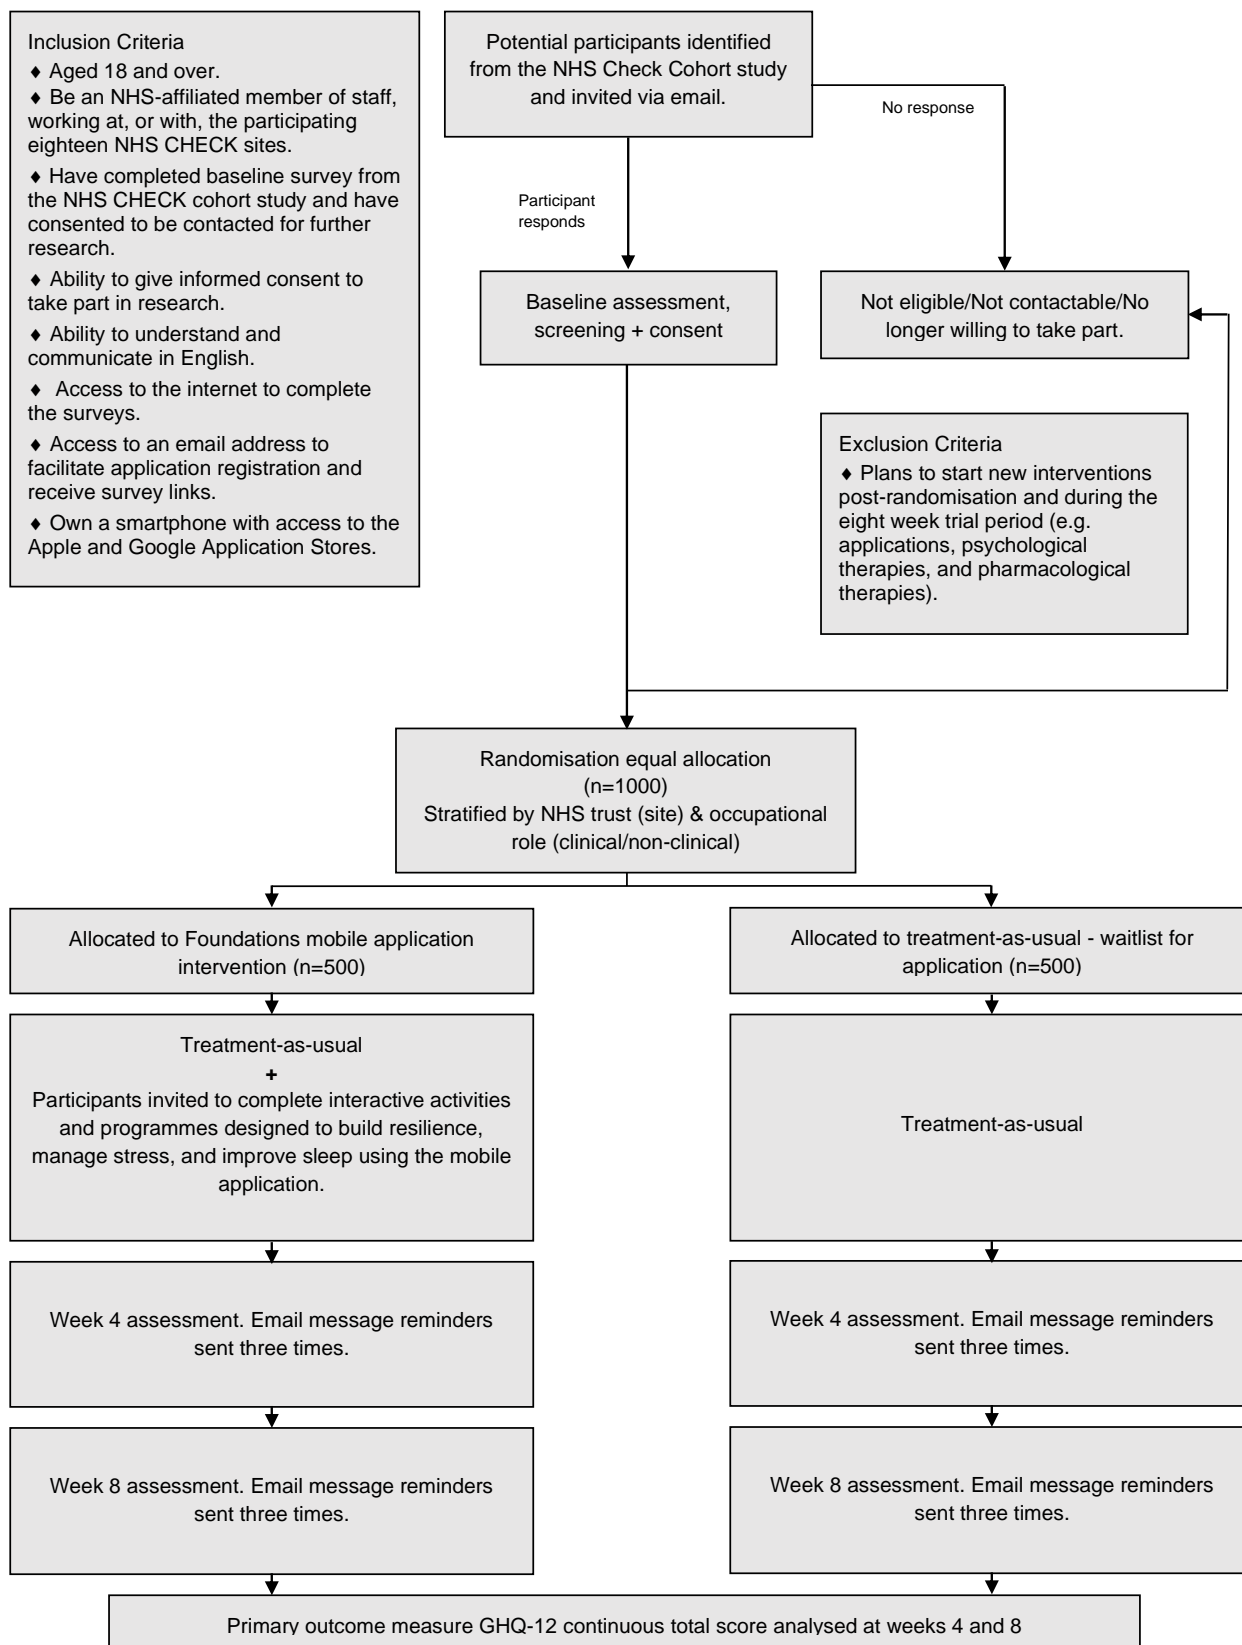 Inclusion Criteria
♦ Aged 18 and over.
♦ Be an NHS-affiliated member of staff,
working at, or with, the participating
eighteen NHS CHECK sites.
♦ Have completed baseline survey from
the NHS CHECK cohort study and have
consented to be contacted for further
research.
♦ Ability to give informed consent to
take part in research.
♦ Ability to understand and
communicate in English.
♦ Access to the internet to complete
the surveys.
♦ Access to an email address to
facilitate application registration and
receive survey links.
♦ Own a smartphone with access to the
Apple and Google Application Stores.
Potential participants identified
from the NHS Check Cohort study
and invited via email.
No response
Participant
responds
Baseline assessment,
screening + consent
Not eligible/Not contactable/No
longer willing to take part.
Exclusion Criteria
♦ Plans to start new interventions
post-randomisation and during the
eight week trial period (e.g.
applications, psychological
therapies, and pharmacological
therapies).
Randomisation equal allocation
(n=1000)
Stratified by NHS trust (site) & occupational
role (clinical/non-clinical)
Allocated to Foundations mobile application
intervention (n=500)
Allocated to treatment-as-usual - waitlist for
application (n=500)
Treatment-as-usual
+
Participants invited to complete interactive activities
and programmes designed to build resilience,
manage stress, and improve sleep using the mobile
application.
Treatment-as-usual
Week 4 assessment. Email message reminders
sent three times.
Week 4 assessment. Email message reminders
sent three times.
Week 8 assessment. Email message reminders
sent three times.
Week 8 assessment. Email message reminders
sent three times.
Primary outcome measure GHQ-12 continuous total score analysed at weeks 4 and 8